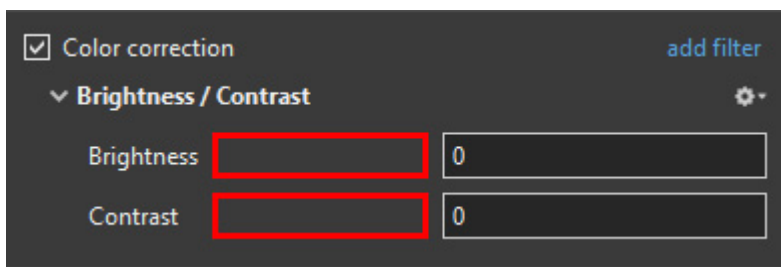 Color correction add filter
Brightness / Contrast
Brightness 0
Contrast 0